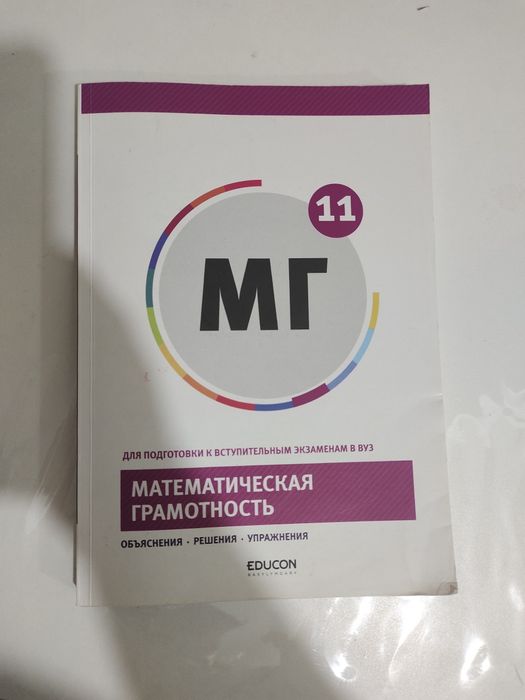 11
МГ
ДЛЯ ПОДГОТОВКИ К ВСТУПИТЕЛЬНЫМ ЭКЗАМЕНАМ В ВУЗ
МАТЕМАТИЧЕСКАЯ
ГРАМОТНОСТЬ
ОБЪЯСНЕНИЯ • РЕШЕНИЯ • УПРАЖНЕНИЯ
EDUCON